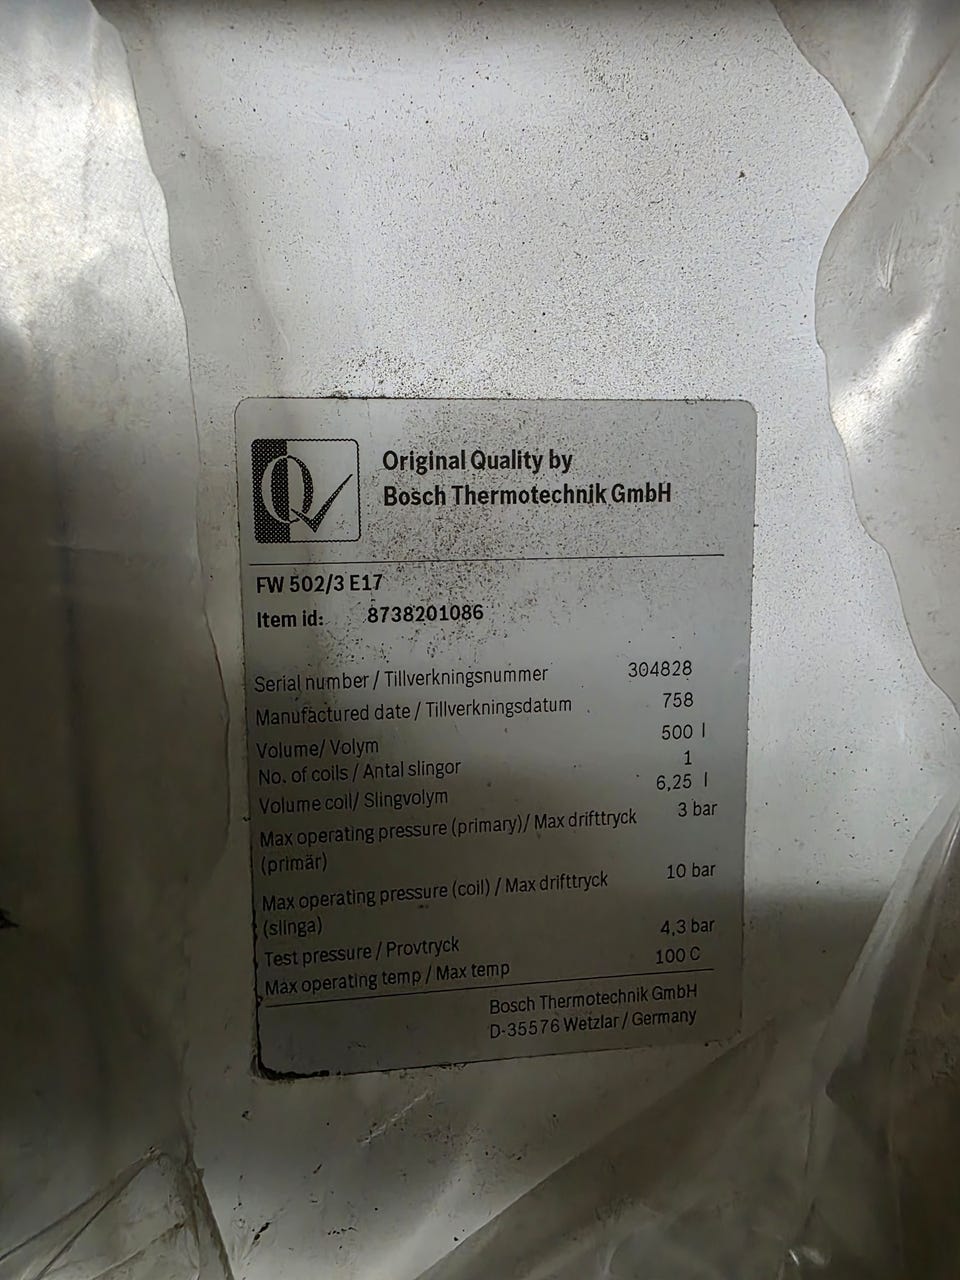 Q
Original Quality by
Bosch Thermotechnik GmbH
FW 502/3 E17
Item id: 8738201086
Serial number / Tillverkningsnummer 304828
Manufactured date / Tillverkningsdatum 758
Volume/ Volym 500 l
No. of coils / Antal slingor 1
Volume coil/ Slingvolym 6,25 l
Max operating pressure (primary)/ Max drifttryck 3 bar
(primär)
Max operating pressure (coil) / Max drifttryck 10 bar
(slinga)
Test pressure / Provtryck 4,3 bar
Max operating temp / Max temp 100 C
Bosch Thermotechnik GmbH
D-35576 Wetzlar / Germany